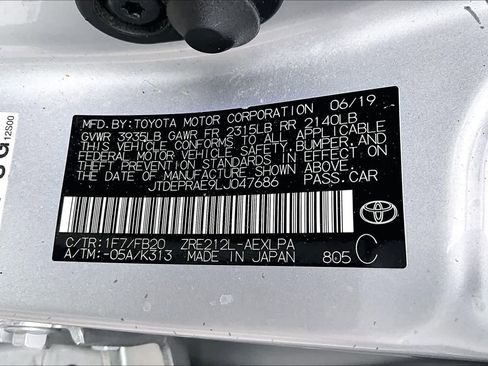 MFD. BY: TOYOTA MOTOR CORPORATION 06/19
GVWR 3935LB GAWR FR 2315LB RR 2140LB
THIS VEHICLE CONFORMS TO ALL APPLICABLE
FEDERAL MOTOR VEHICLE SAFETY, BUMPER, AND
THEFT PREVENTION STANDARDS IN EFFECT ON
THE DATE OF MANUFACTURE SHOWN ABOVE.
JTDEPRAE9LJ047686 PASS.CAR
C/TR: 1F7/FB20 ZRE212L-AEXLPA
A/TM: -05A/K313 MADE IN JAPAN 805 C
12S00